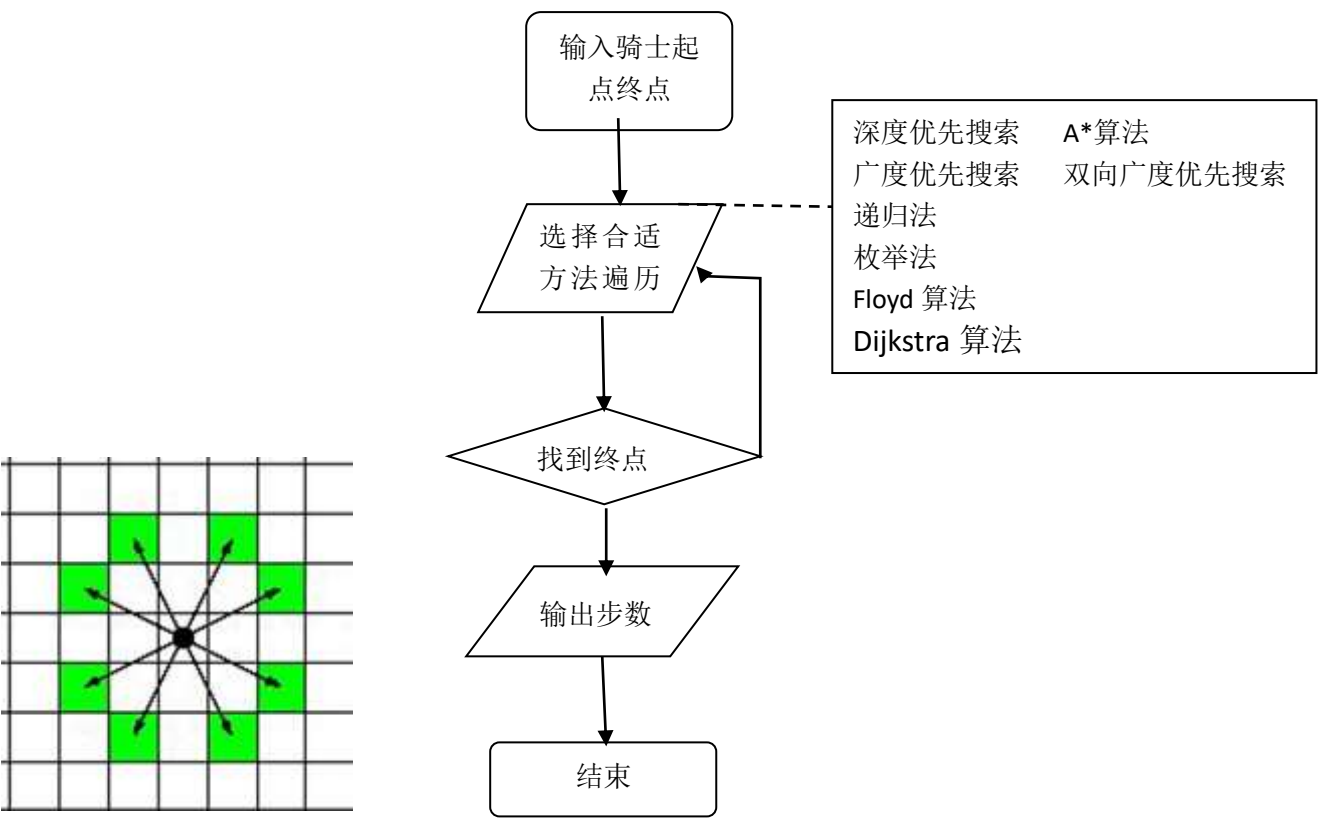 输入骑士起
点终点
深度优先搜索 A*算法
广度优先搜索 双向广度优先搜索
递归法
枚举法
Floyd 算法
Dijkstra 算法
选择合适
方法遍历
找到终点
输出步数
结束